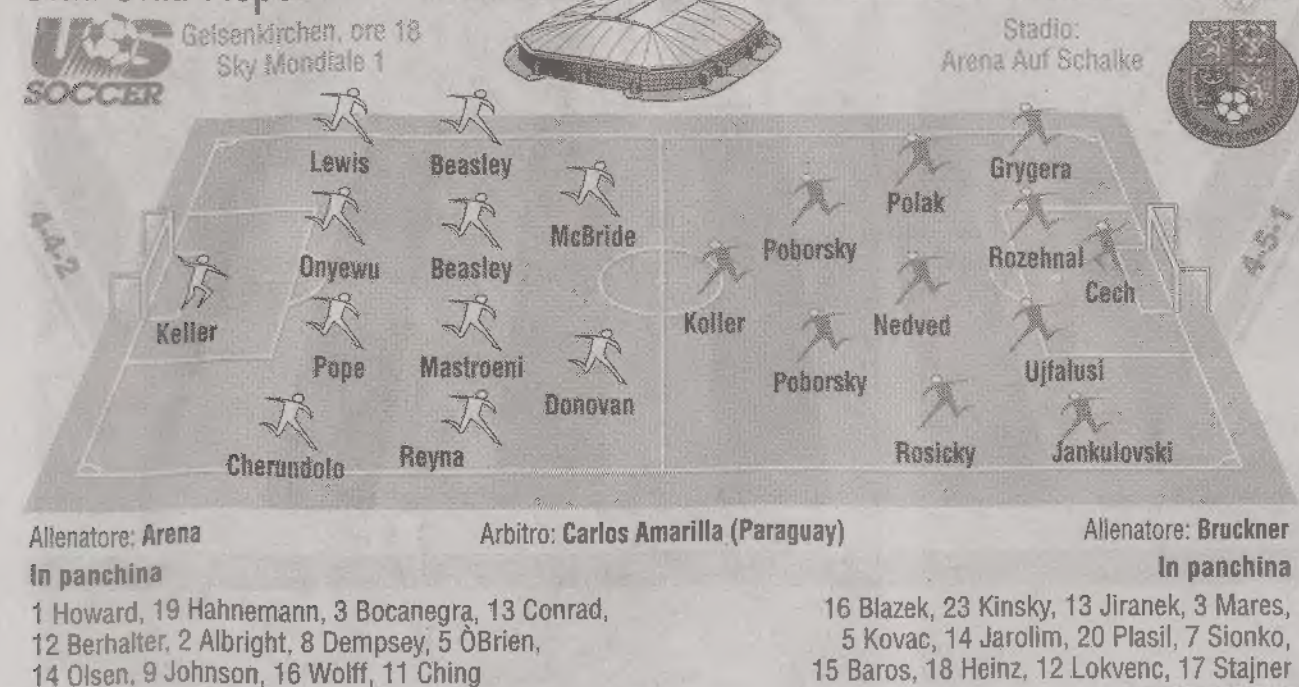 US
SOCCER
Gelsenkirchen, ore 18
Sky Mondiale 1
Stadio:
Arena Auf Schalke
4-4-2
4-5-1
Lewis
Beasley
McBride
Onyewu
Beasley
Keller
Pope
Mastroeni
Donovan
Cherundolo
Reyna
Polak
Grygera
Poborsky
Rozehnal
Cech
Koller
Nedved
Poborsky
Ujfalusi
Rosicky
Jankulovski
Allenatore: Arena
Arbitro: Carlos Amarilla (Paraguay)
Allenatore: Bruckner
In panchina
In panchina
1 Howard, 19 Hahnemann, 3 Bocanegra, 13 Conrad,
12 Berhalter, 2 Albright, 8 Dempsey, 5 ÒBrien,
14 Olsen, 9 Johnson, 16 Wolff, 11 Ching
16 Blazek, 23 Kinsky, 13 Jiranek, 3 Mares,
5 Kovac, 14 Jarolim, 20 Plasil, 7 Sionko,
15 Baros, 18 Heinz, 12 Lokvenc, 17 Stajner